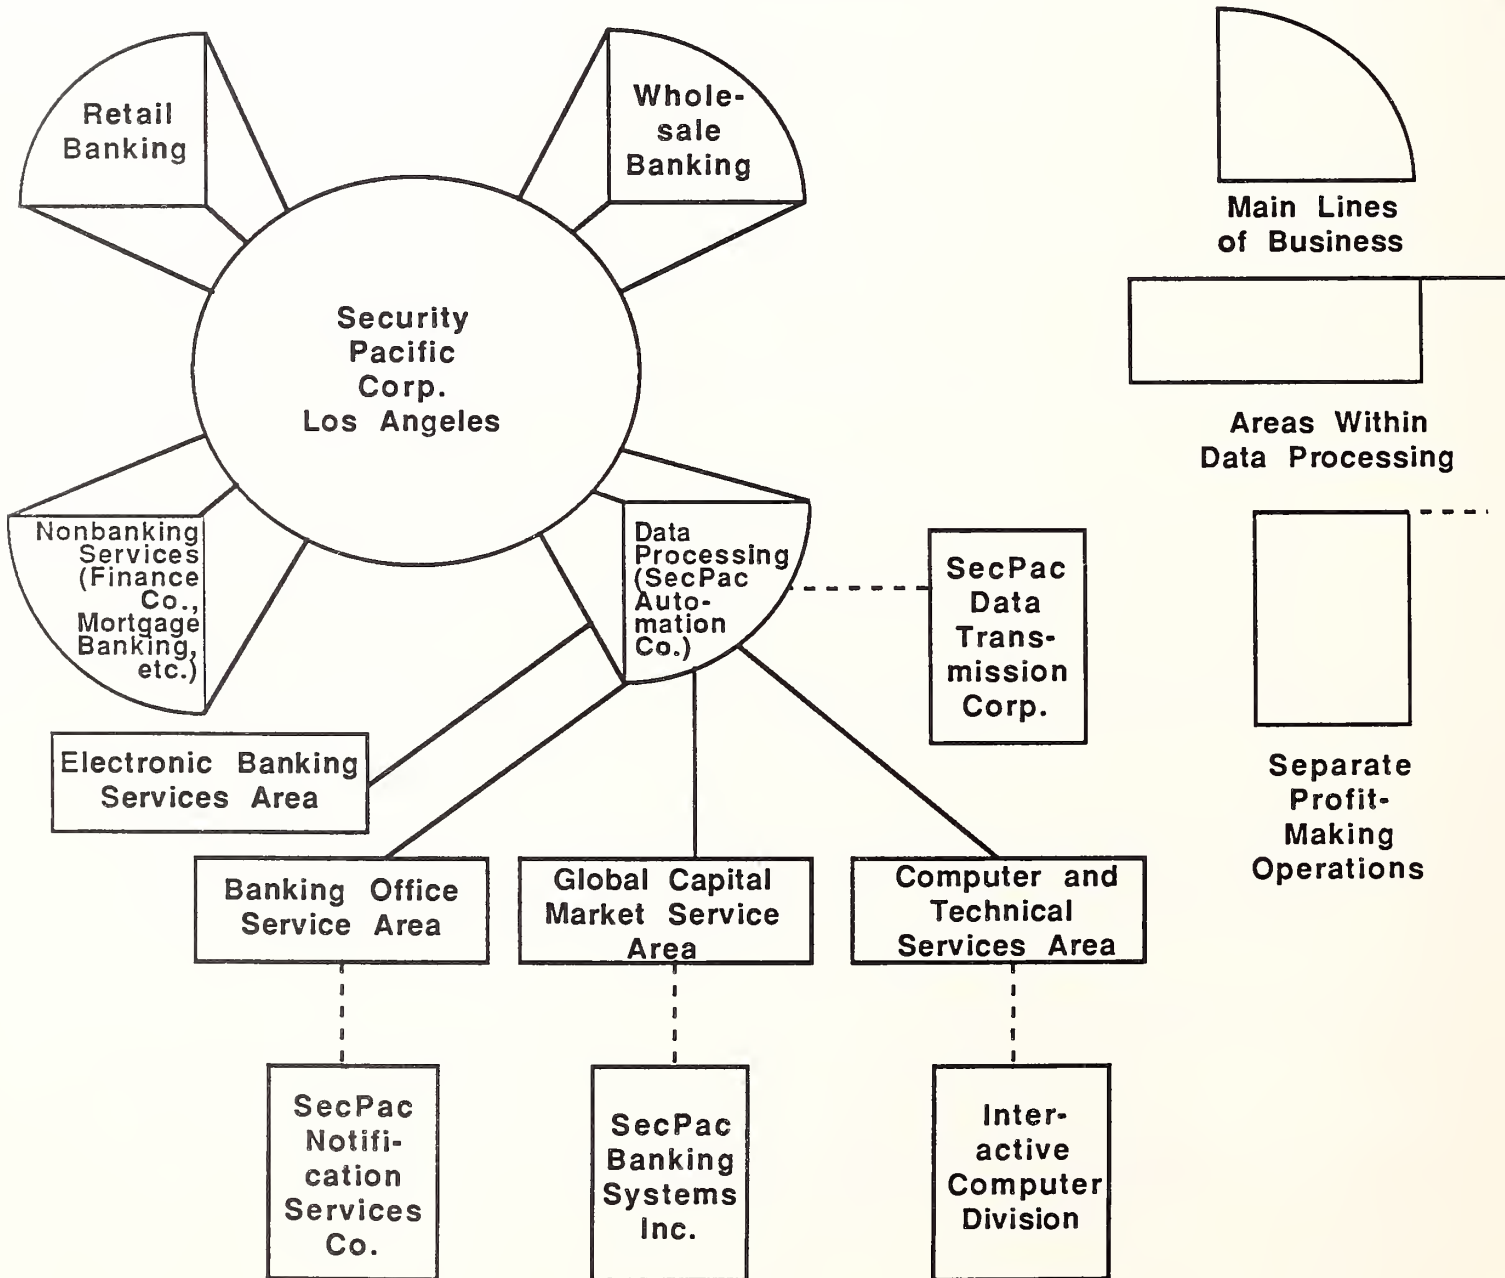 Retail
Banking
Whole-
sale
Banking
Main Lines
of Business
Security
Pacific
Corp.
Los Angeles
Areas Within
Data Processing
Nonbanking
Services
(Finance
Co.,
Mortgage
Banking,
etc.)
Data
Processing
(SecPac
Auto-
mation
Co.)
SecPac
Data
Trans-
mission
Corp.
Separate
Profit-
Making
Operations
Electronic Banking
Services Area
Banking Office
Service Area
Global Capital
Market Service
Area
Computer and
Technical
Services Area
SecPac
Notifi-
cation
Services
Co.
SecPac
Banking
Systems
Inc.
Inter-
active
Computer
Division